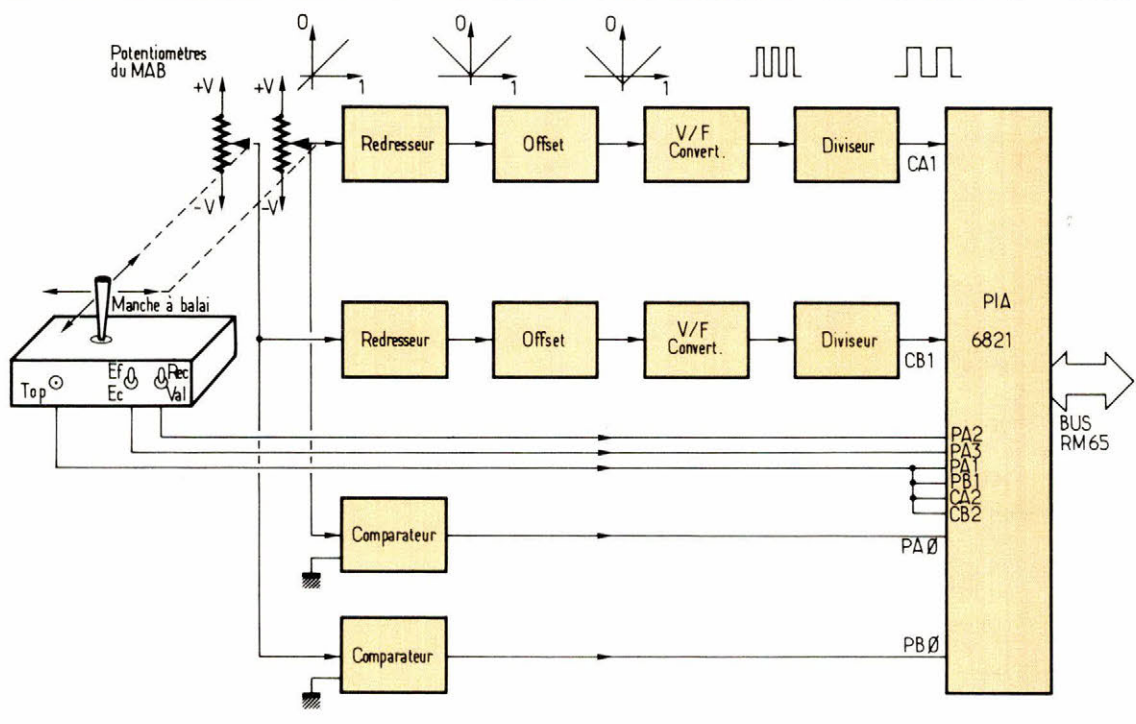 Potentiomètres
du MAB
+V
+V
-V
-V
0
1
0
1
0
1
Redresseur
Offset
V/F
Convert.
Diviseur
CA1
Manche à balai
Top
Ef
Ec
Rec
Val
Redresseur
Offset
V/F
Convert.
Diviseur
CB1
PIA
6821
BUS
RM65
PA2
PA3
PA1
PB1
CA2
CB2
Comparateur
PAØ
Comparateur
PBØ